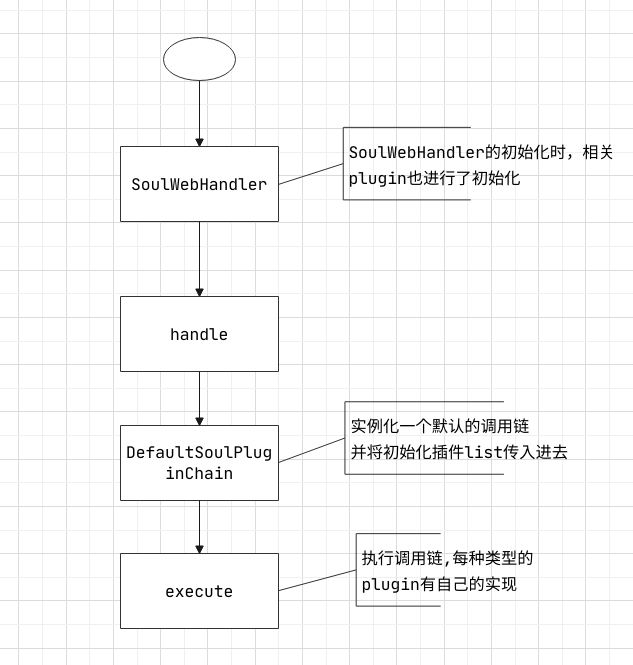 SoulWebHandler
SoulWebHandler的初始化时，相关
plugin也进行了初始化
handle
DefaultSoulPlug
inChain
实例化一个默认的调用链
并将初始化插件list传入进去
execute
执行调用链,每种类型的
plugin有自己的实现